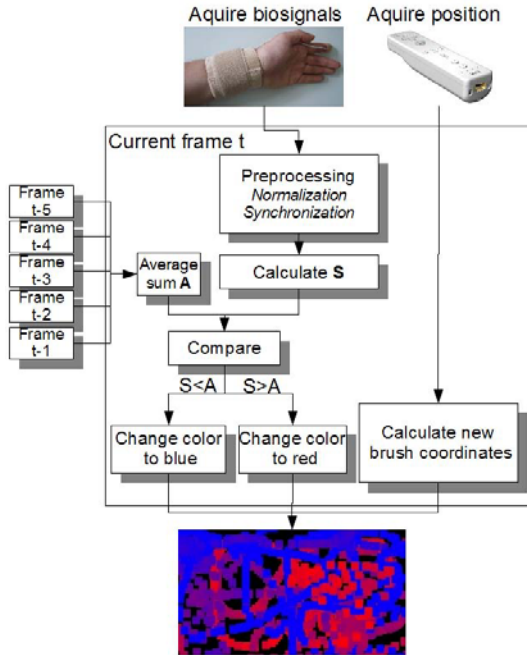 Aquire biosignals
Aquire position
Current frame t
Preprocessing
Normalization
Synchronization
Frame
t-5
Frame
t-4
Frame
t-3
Frame
t-2
Frame
t-1
Average
sum A
Calculate S
Compare
S<A
S>A
Change color
to blue
Change color
to red
Calculate new
brush coordinates